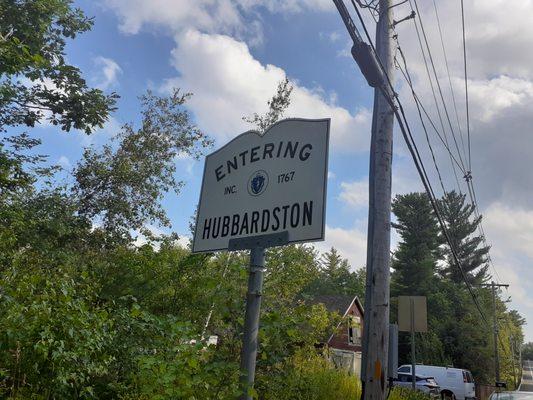 ENTERING
INC. 1767
HUBBARDSTON